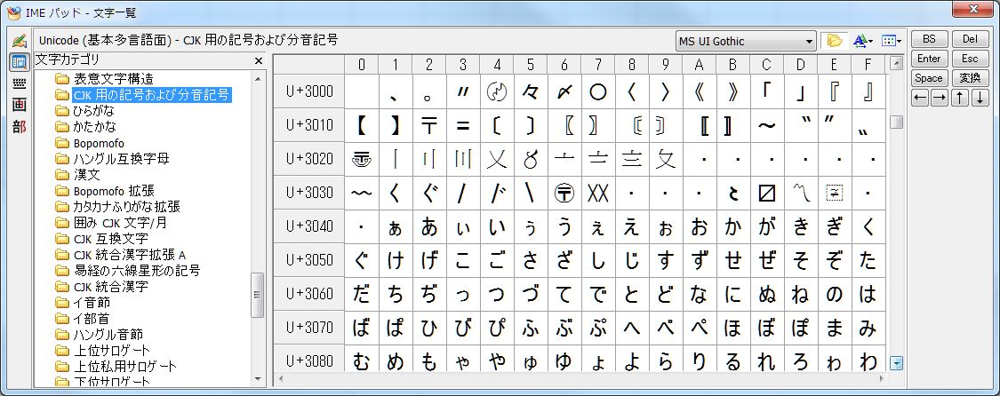 IME パッド - 文字一覧
Unicode (基本多言語面) - CJK 用の記号および分音記号
MS UI Gothic
文字カテゴリ
画
部
表意文字構造
CJK 用の記号および分音記号
ひらがな
かたかな
Bopomofo
ハングル互換字母
漢文
Bopomofo 拡張
カタカナふりがな拡張
囲み CJK 文字/月
CJK 互換文字
CJK 統合漢字拡張 A
易経の六線星形の記号
CJK 統合漢字
イ音節
イ部首
ハングル音節
上位サロゲート
上位私用サロゲート
下位サロゲート
0 1 2 3 4 5 6 7 8 9 A B C D E F
U+3000 、 。 〃 〄 々 〆 〇 〈 〉 《 》 「 」 『 』
U+3010 【 】 〒 〓 〔 〕 〖 〗 〘 〙 〚 〛 〜 〝 〞 〟
U+3020 〠 〡 〢 〣 〤 〥 〦 〧 〨 〩 ・ ・ ・ ・ ・ ・
U+3030 〰 〱 〲 〳 〴 〵 〶 〷 ・ ・ ・ 〻 〼 〽 〾 ・
U+3040 ・ ぁ あ ぃ い ぅ う ぇ え ぉ お か が き ぎ く
U+3050 ぐ け げ こ ご さ ざ し じ す ず せ ぜ そ ぞ た
U+3060 だ ち ぢ っ つ づ て で と ど な に ぬ ね の は
U+3070 ば ぱ ひ び ぴ ふ ぶ ぷ へ べ ぺ ほ ぼ ぽ ま み
U+3080 む め も ゃ や ゅ ゆ ょ よ ら り る れ ろ ゎ わ
BS Del
Enter Esc
Space 変換
← → ↑ ↓